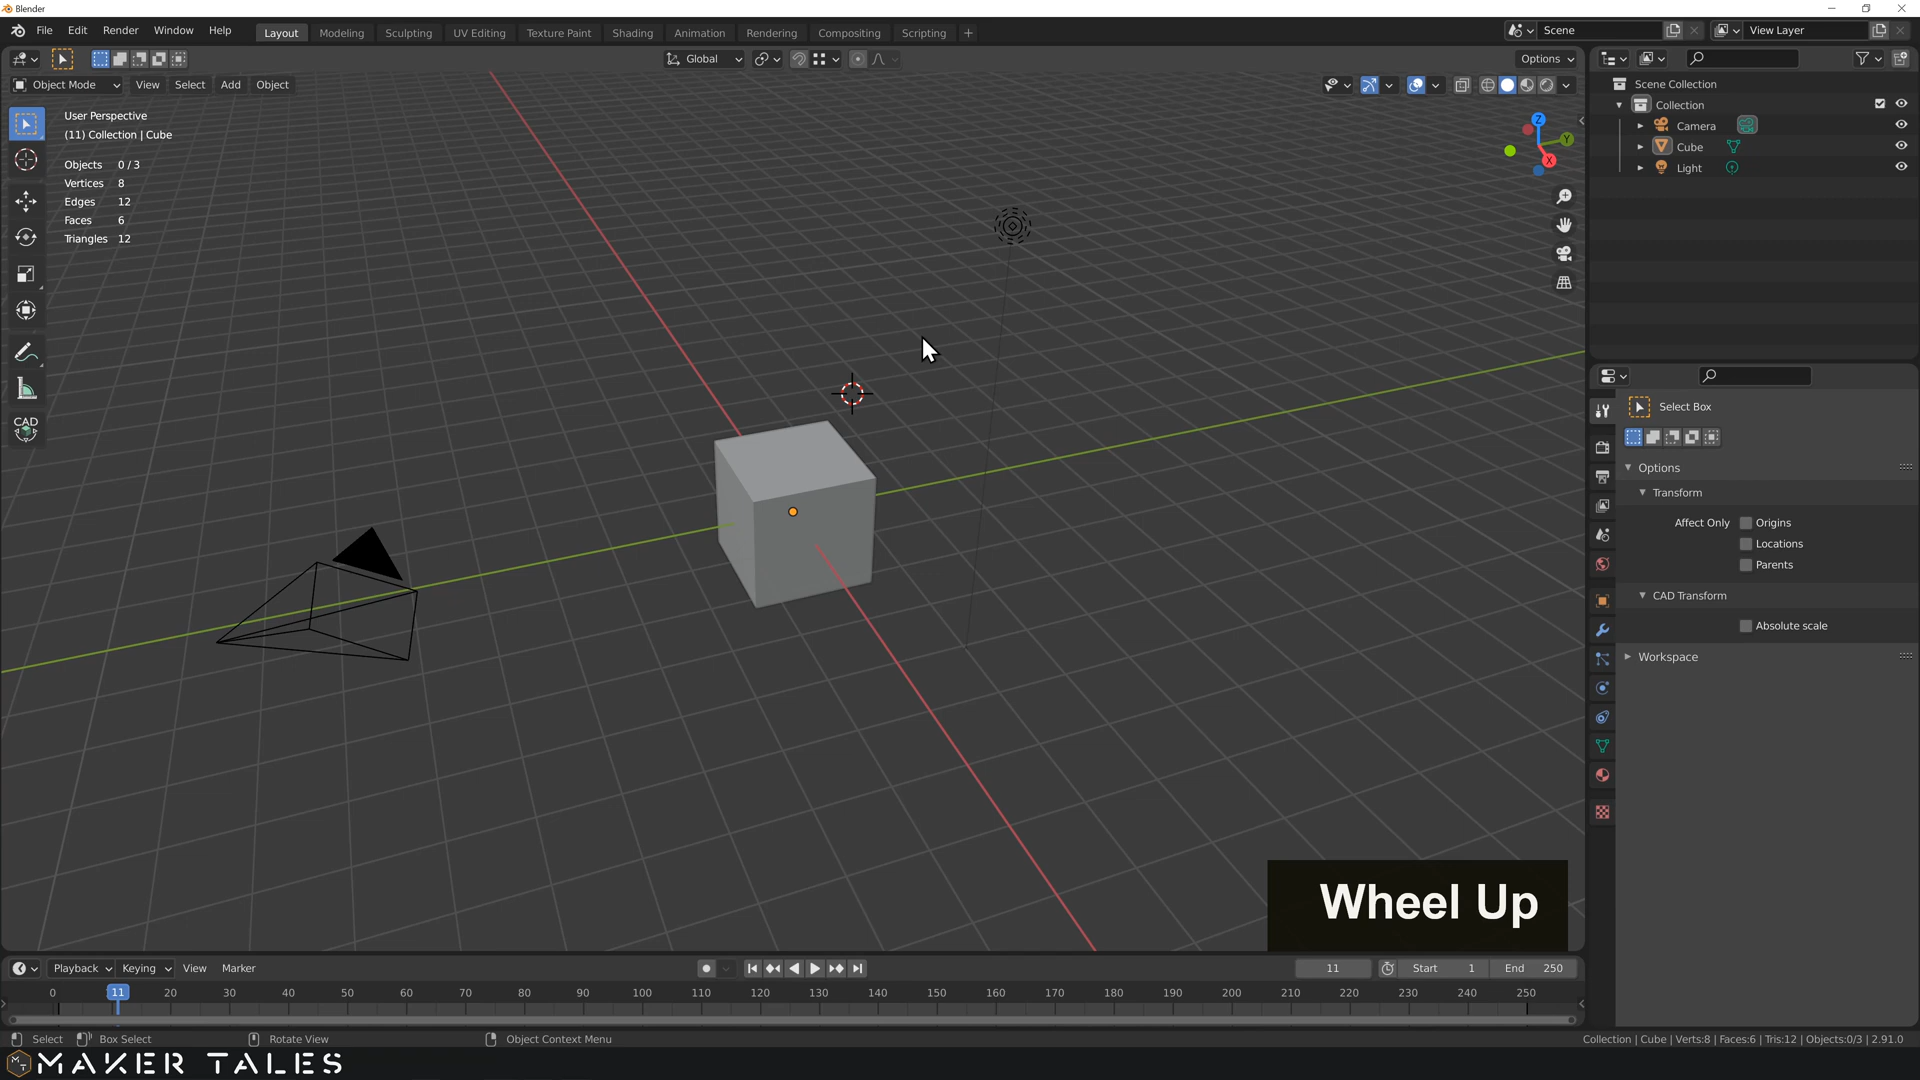 Blender
File Edit Render Window Help
Layout Modeling Sculpting UV Editing Texture Paint Shading Animation Rendering Compositing Scripting +
Scene
View Layer
Global
Options
Object Mode View Select Add Object
User Perspective
(11) Collection | Cube
Objects 0 / 3
Vertices 8
Edges 12
Faces 6
Triangles 12
CAD
Z
Y
X
Scene Collection
Collection
Camera
Cube
Light
Select Box
Options
Transform
Affect Only Origins
Locations
Parents
CAD Transform
Absolute scale
Workspace
Wheel Up
Playback Keying View Marker
11
Start 1
End 250
0 11 20 30 40 50 60 70 80 90 100 110 120 130 140 150 160 170 180 190 200 210 220 230 240 250
Select Box Select Rotate View Object Context Menu
Collection | Cube | Verts:8 | Faces:6 | Tris:12 | Objects:0/3 | 2.91.0
MAKER TALES